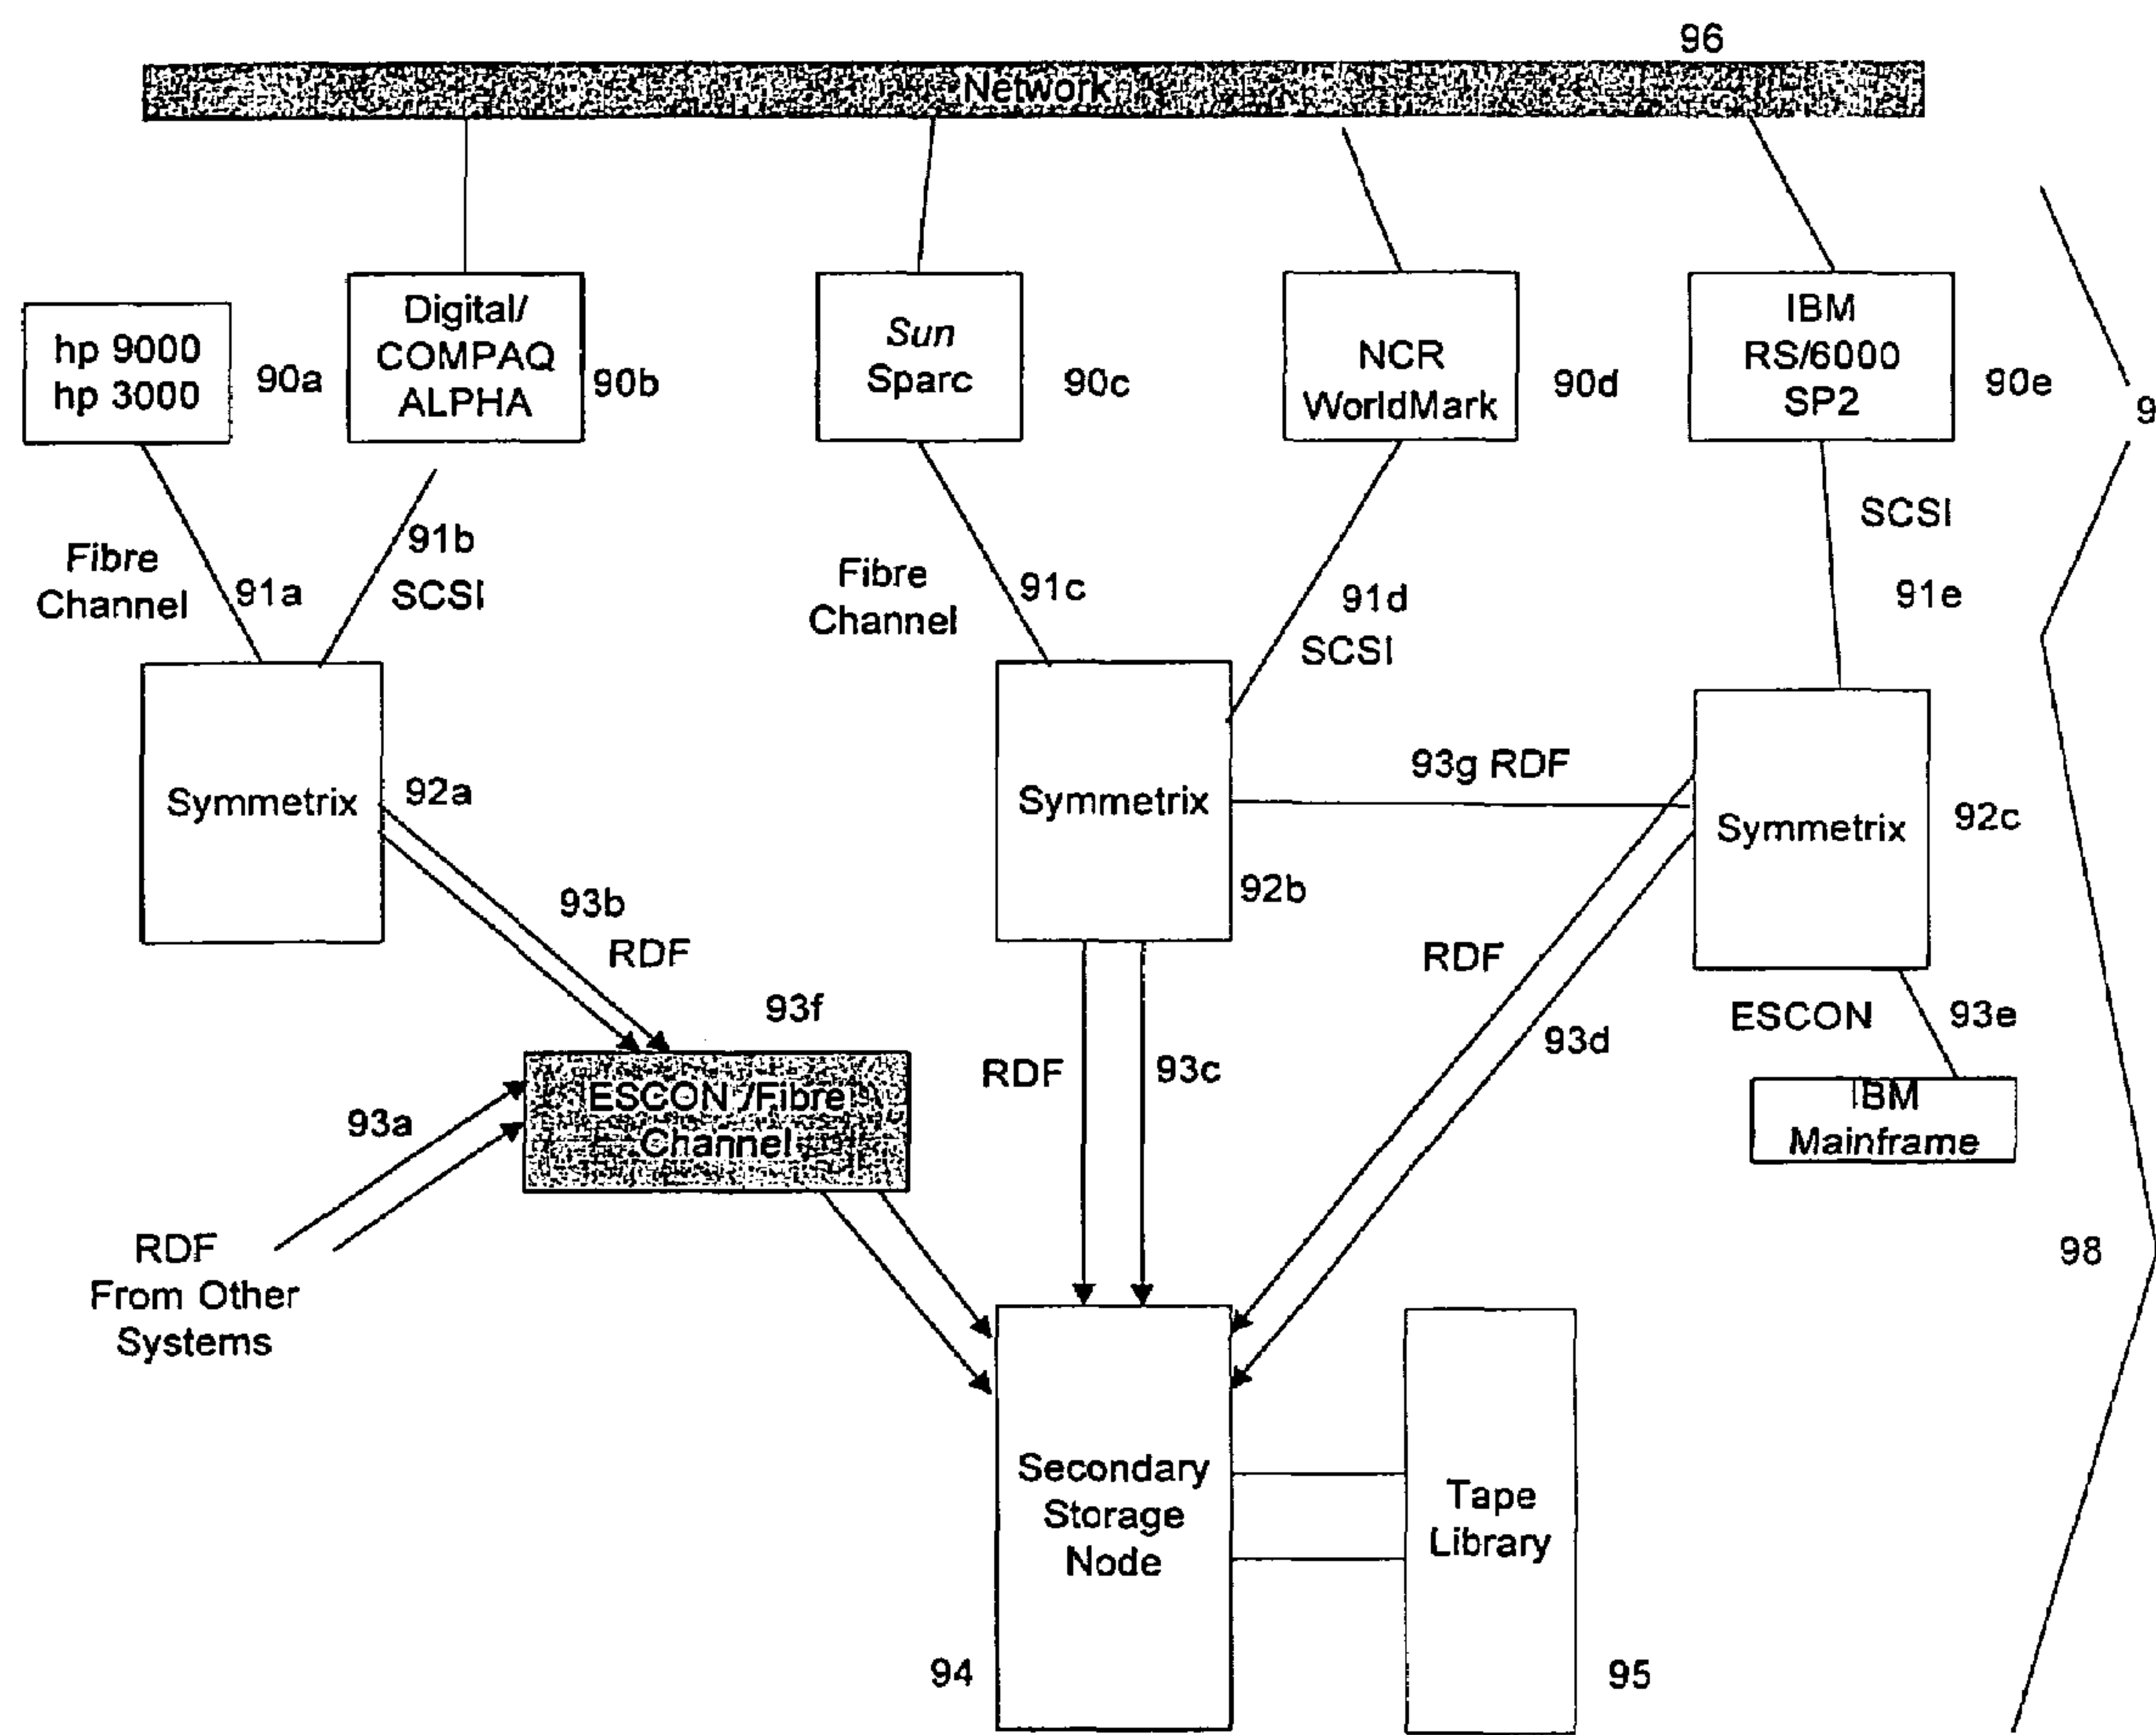 96
Network
hp 9000
hp 3000
90a
Digital/
COMPAQ
ALPHA
90b
Sun
Sparc
90c
NCR
WorldMark
90d
IBM
RS/6000
SP2
90e
9
Fibre
Channel
91a
91b
SCSI
Fibre
Channel
91c
91d
SCSI
SCSI
91e
Symmetrix
92a
Symmetrix
92b
93g RDF
Symmetrix
92c
93b
RDF
93f
ESCON /Fibre
Channel
93a
RDF
From Other
Systems
RDF
93c
RDF
93d
ESCON
93e
IBM
Mainframe
98
Secondary
Storage
Node
94
Tape
Library
95